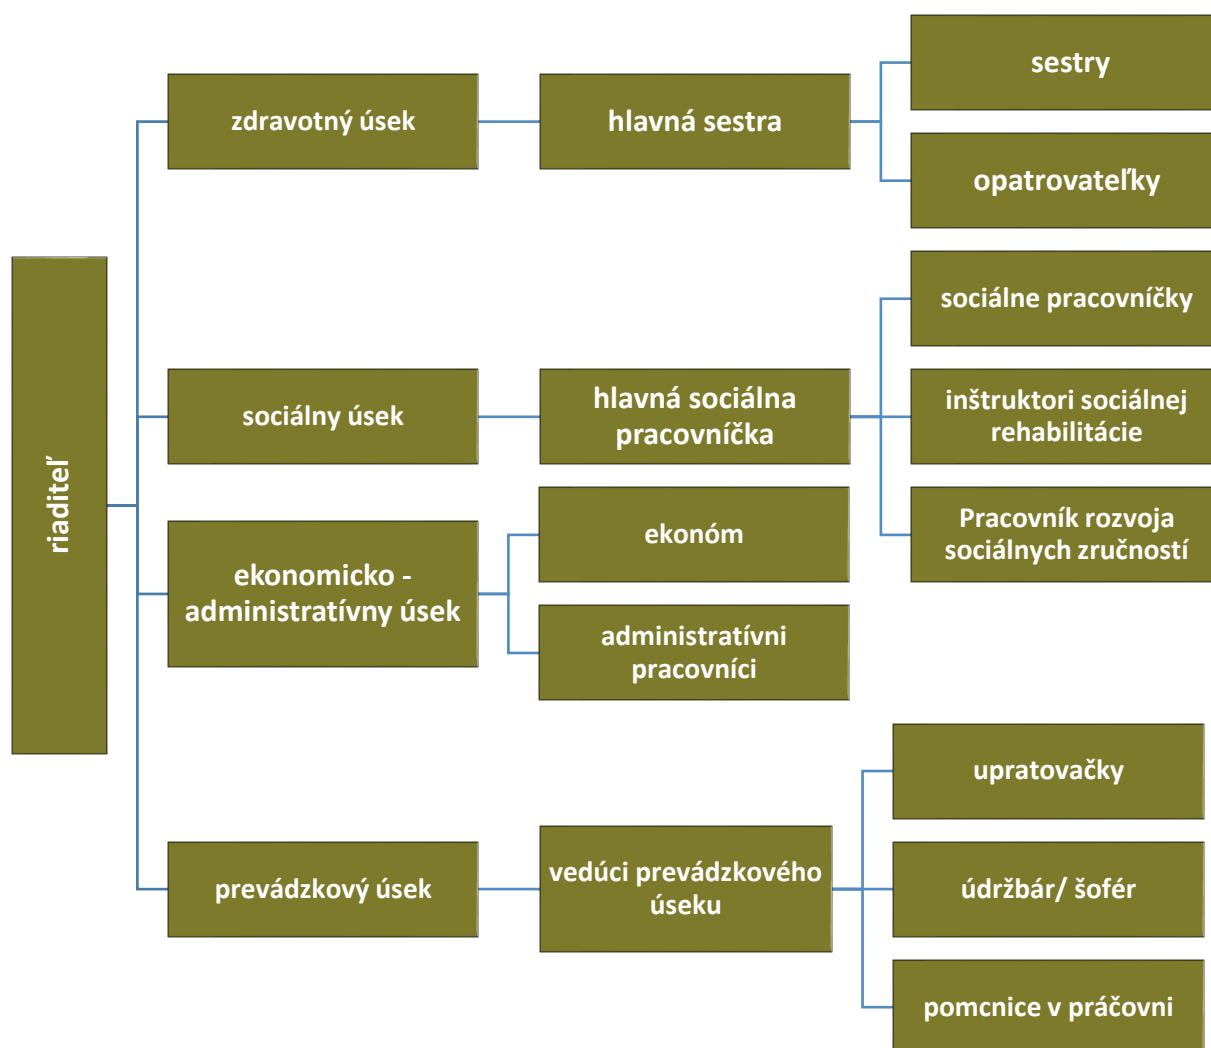 riaditeľ
zdravotný úsek
hlavná sestra
sestry
opatrovateľky
sociálny úsek
hlavná sociálna
pracovníčka
sociálne pracovníčky
inštruktori sociálnej
rehabilitácie
Pracovník rozvoja
sociálnych zručností
ekonomicko -
administratívny úsek
ekonóm
administratívni
pracovníci
prevádzkový úsek
vedúci prevádzkového
úseku
upratovačky
údržbár/ šofér
pomcnice v práčovni